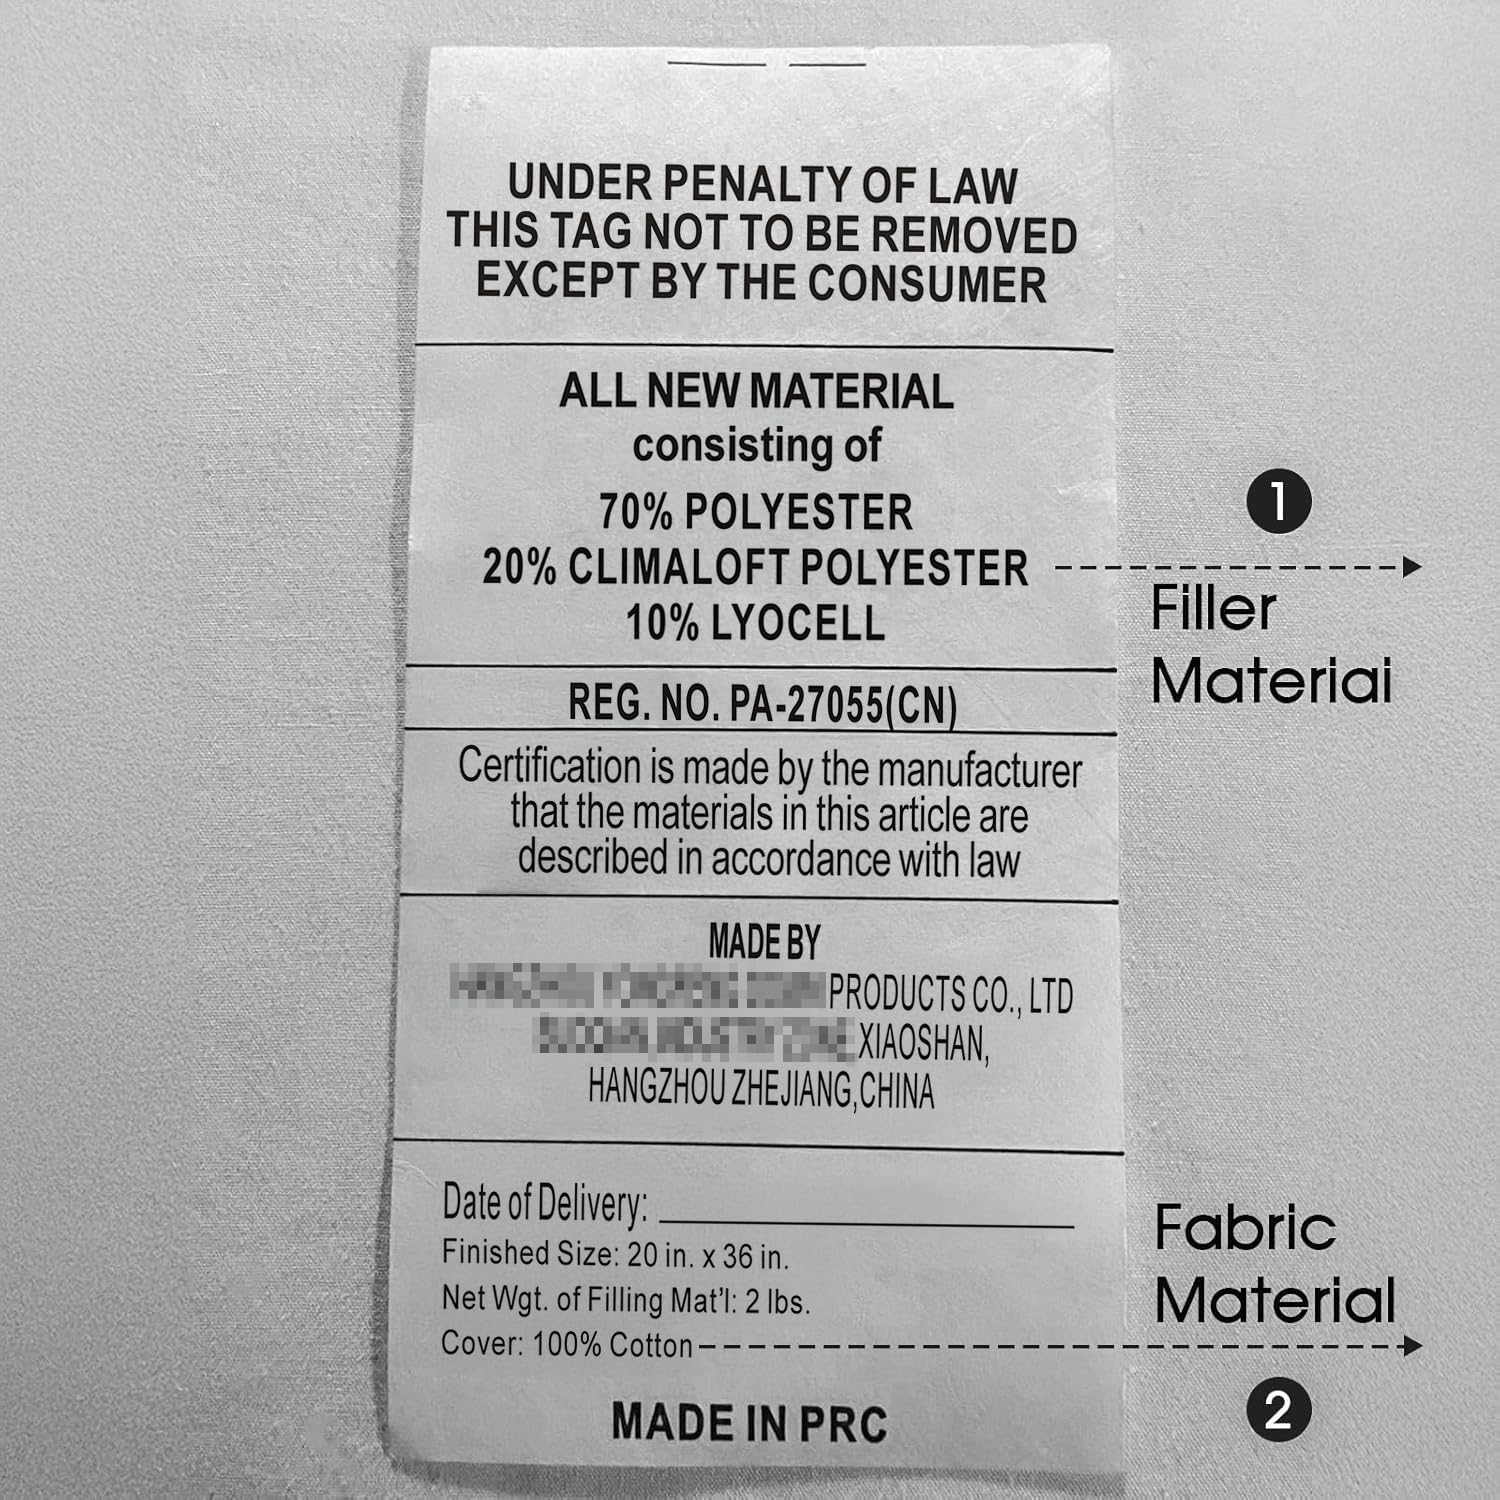 UNDER PENALTY OF LAW
THIS TAG NOT TO BE REMOVED
EXCEPT BY THE CONSUMER
ALL NEW MATERIAL
consisting of
70% POLYESTER
20% CLIMALOFT POLYESTER
10% LYOCELL
1
Filler
Materiai
REG. NO. PA-27055(CN)
Certification is made by the manufacturer
that the materials in this article are
described in accordance with law
MADE BY
PRODUCTS CO., LTD
XIAOSHAN,
HANGZHOU ZHEJIANG,CHINA
Date of Delivery:
Finished Size: 20 in. x 36 in.
Net Wgt. of Filling Mat'l: 2 lbs.
Cover: 100% Cotton
Fabric
Material
2
MADE IN PRC